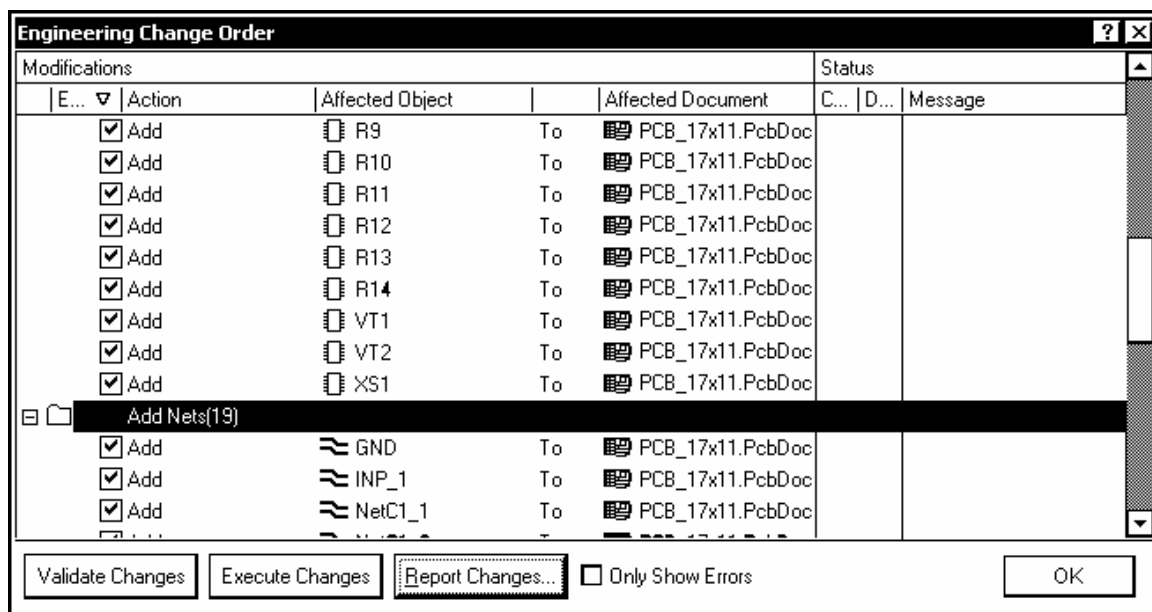 Engineering Change Order
Modifications Status
E... Action Affected Object Affected Document C... D... Message
Add R9 To PCB_17x11.PcbDoc
Add R10 To PCB_17x11.PcbDoc
Add R11 To PCB_17x11.PcbDoc
Add R12 To PCB_17x11.PcbDoc
Add R13 To PCB_17x11.PcbDoc
Add R14 To PCB_17x11.PcbDoc
Add VT1 To PCB_17x11.PcbDoc
Add VT2 To PCB_17x11.PcbDoc
Add XS1 To PCB_17x11.PcbDoc
Add Nets(19)
Add GND To PCB_17x11.PcbDoc
Add INP_1 To PCB_17x11.PcbDoc
Add NetC1_1 To PCB_17x11.PcbDoc
Validate Changes Execute Changes Report Changes... Only Show Errors OK